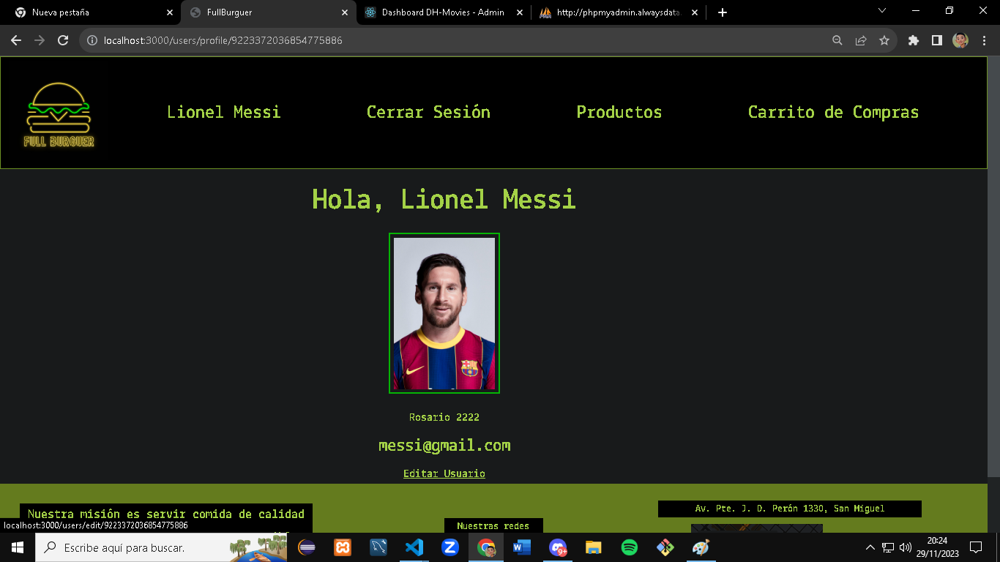 Nueva pestaña
FullBurguer
Dashboard DH-Movies - Admin
http://phpmyadmin.alwaysdata.
localhost:3000/users/profile/9223372036854775886
FULL BURGUER
Lionel Messi
Cerrar Sesión
Productos
Carrito de Compras
Hola, Lionel Messi
Rosario 2222
messi@gmail.com
Editar Usuario
Nuestra misión es servir comida de calidad
Av. Pte. J. D. Perón 1330, San Miguel
Nuestras redes
localhost:3000/users/edit/9223372036854775886
Escribe aquí para buscar.
9+
20:24
29/11/2023